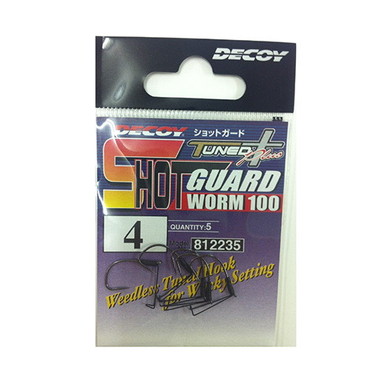 DECOY
DECOY ショットガード
TUNED+ Plus
SHOT GUARD
WORM 100
4 QUANTITY:5
812235
Weedless Tuned Hook
for Wacky Setting